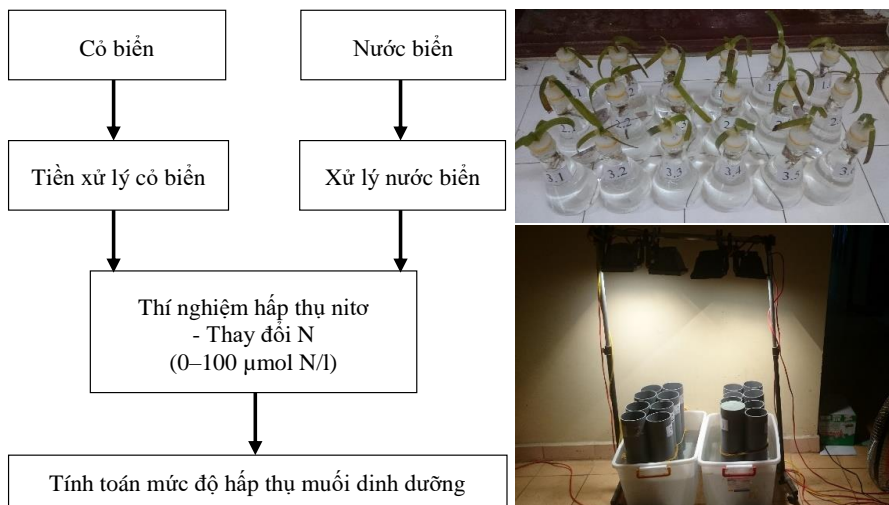 Cỏ biển
Nước biển
Tiền xử lý cỏ biển
Xử lý nước biển
Thí nghiệm hấp thụ nitơ
- Thay đổi N
(0–100 µmol N/l)
Tính toán mức độ hấp thụ muối dinh dưỡng
2.2
3.1
3.2
3.3
3.4
3.5